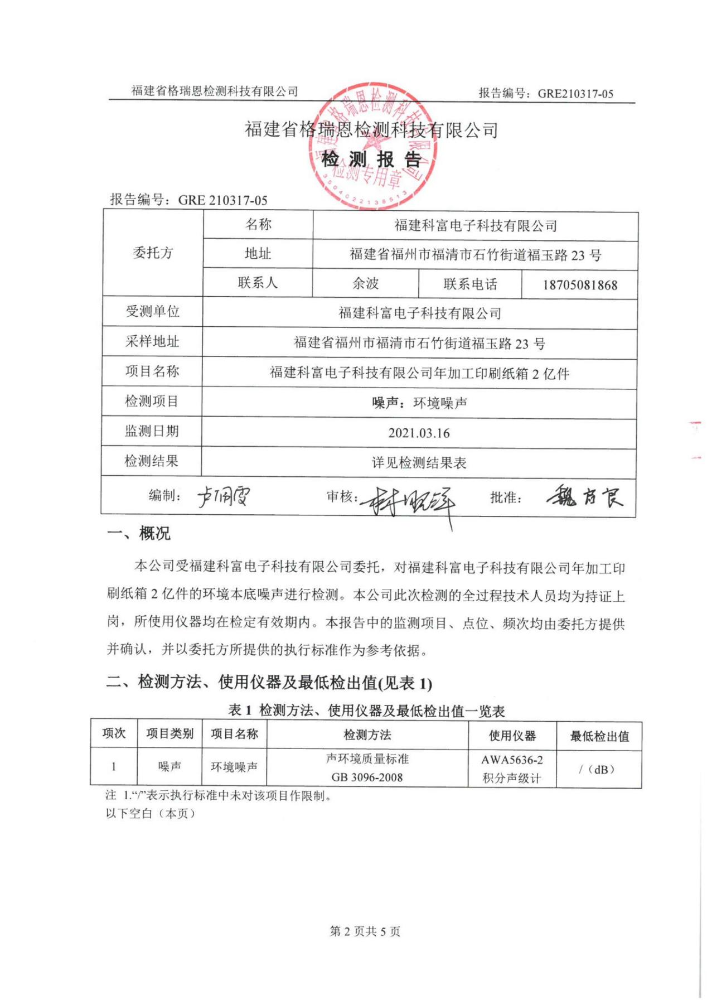 福建省格瑞恩检测科技有限公司 报告编号：GRE210317-05
福建省格瑞恩检测科技有限公司
检测报告
福建省格瑞恩检测科技有限公司
检测专用章
3504022138513
报告编号：GRE 210317-05
委托方 名称 福建科富电子科技有限公司
地址 福建省福州市福清市石竹街道福玉路 23 号
联系人 余波 联系电话 18705081868
受测单位 福建科富电子科技有限公司
采样地址 福建省福州市福清市石竹街道福玉路 23 号
项目名称 福建科富电子科技有限公司年加工印刷纸箱 2 亿件
检测项目 噪声：环境噪声
监测日期 2021.03.16
检测结果 详见检测结果表
编制： 审核： 批准：
一、概况
本公司受福建科富电子科技有限公司委托，对福建科富电子科技有限公司年加工印
刷纸箱 2 亿件的环境本底噪声进行检测。本公司此次检测的全过程技术人员均为持证上
岗，所使用仪器均在检定有效期内。本报告中的监测项目、点位、频次均由委托方提供
并确认，并以委托方所提供的执行标准作为参考依据。
二、检测方法、使用仪器及最低检出值(见表 1)
表 1 检测方法、使用仪器及最低检出值一览表
项次 项目类别 项目名称 检测方法 使用仪器 最低检出值
1 噪声 环境噪声 声环境质量标准 GB 3096-2008 AWA5636-2 积分声级计 /（dB）
注 1.“/”表示执行标准中未对该项目作限制。
以下空白（本页）
第 2 页共 5 页